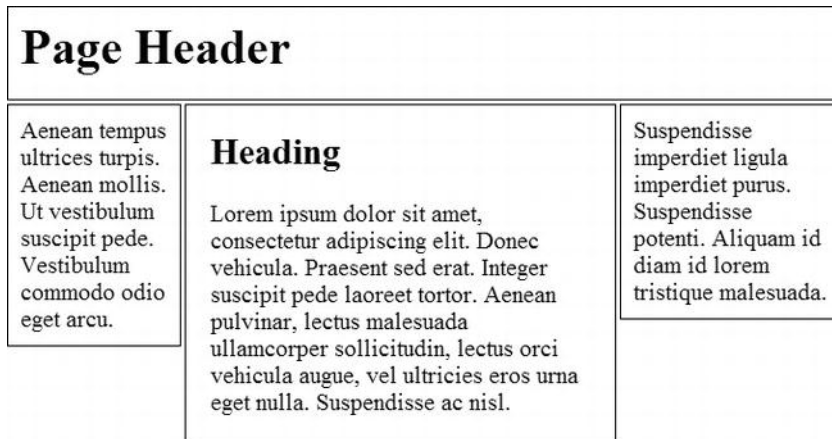 Page Header
Aenean tempus
ultrices turpis.
Aenean mollis.
Ut vestibulum
suscipit pede.
Vestibulum
commodo odio
eget arcu.
Heading
Lorem ipsum dolor sit amet,
consectetur adipiscing elit. Donec
vehicula. Praesent sed erat. Integer
suscipit pede laoreet tortor. Aenean
pulvinar, lectus malesuada
ullamcorper sollicitudin, lectus orci
vehicula augue, vel ultricies eros urna
eget nulla. Suspendisse ac nisl.
Suspendisse
imperdiet ligula
imperdiet purus.
Suspendisse
potenti. Aliquam id
diam id lorem
tristique malesuada.